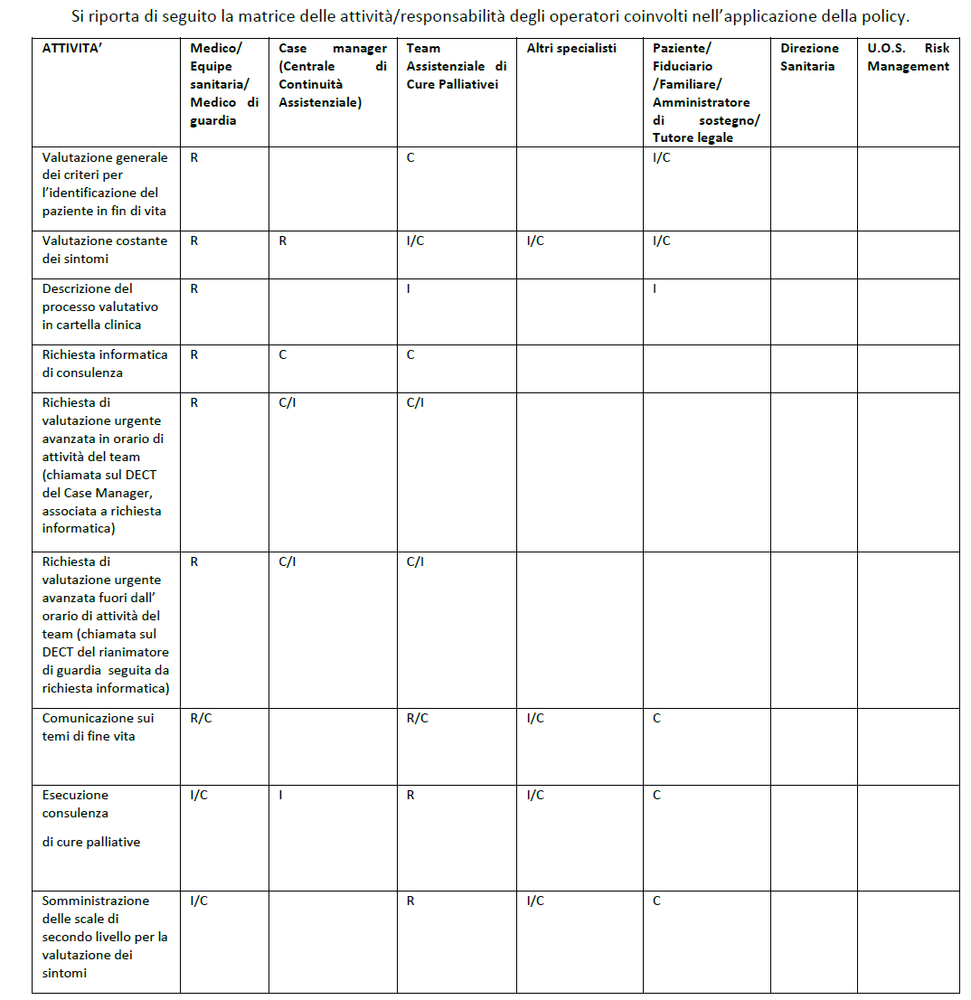 Si riporta di seguito la matrice delle attività/responsabilità degli operatori coinvolti nell’applicazione della policy.
ATTIVITA’
Medico/
Equipe
sanitaria/
Medico di
guardia
Case manager
(Centrale di
Continuità
Assistenziale)
Team
Assistenziale di
Cure Palliativei
Altri specialisti
Paziente/
Fiduciario
/Familiare/
Amministratore
di sostegno/
Tutore legale
Direzione
Sanitaria
U.O.S. Risk
Management
Valutazione generale
dei criteri per
l’identificazione del
paziente in fin di vita
R
C
I/C
Valutazione costante
dei sintomi
R
R
I/C
I/C
I/C
Descrizione del
processo valutativo
in cartella clinica
R
I
I
Richiesta informatica
di consulenza
R
C
C
Richiesta di
valutazione urgente
avanzata in orario di
attività del team
(chiamata sul DECT
del Case Manager,
associata a richiesta
informatica)
R
C/I
C/I
Richiesta di
valutazione urgente
avanzata fuori dall’
orario di attività del
team (chiamata sul
DECT del rianimatore
di guardia seguita da
richiesta informatica)
R
C/I
C/I
Comunicazione sui
temi di fine vita
R/C
R/C
I/C
C
Esecuzione
consulenza
di cure palliative
I/C
I
R
I/C
C
Somministrazione
delle scale di
secondo livello per la
valutazione dei
sintomi
I/C
R
I/C
C